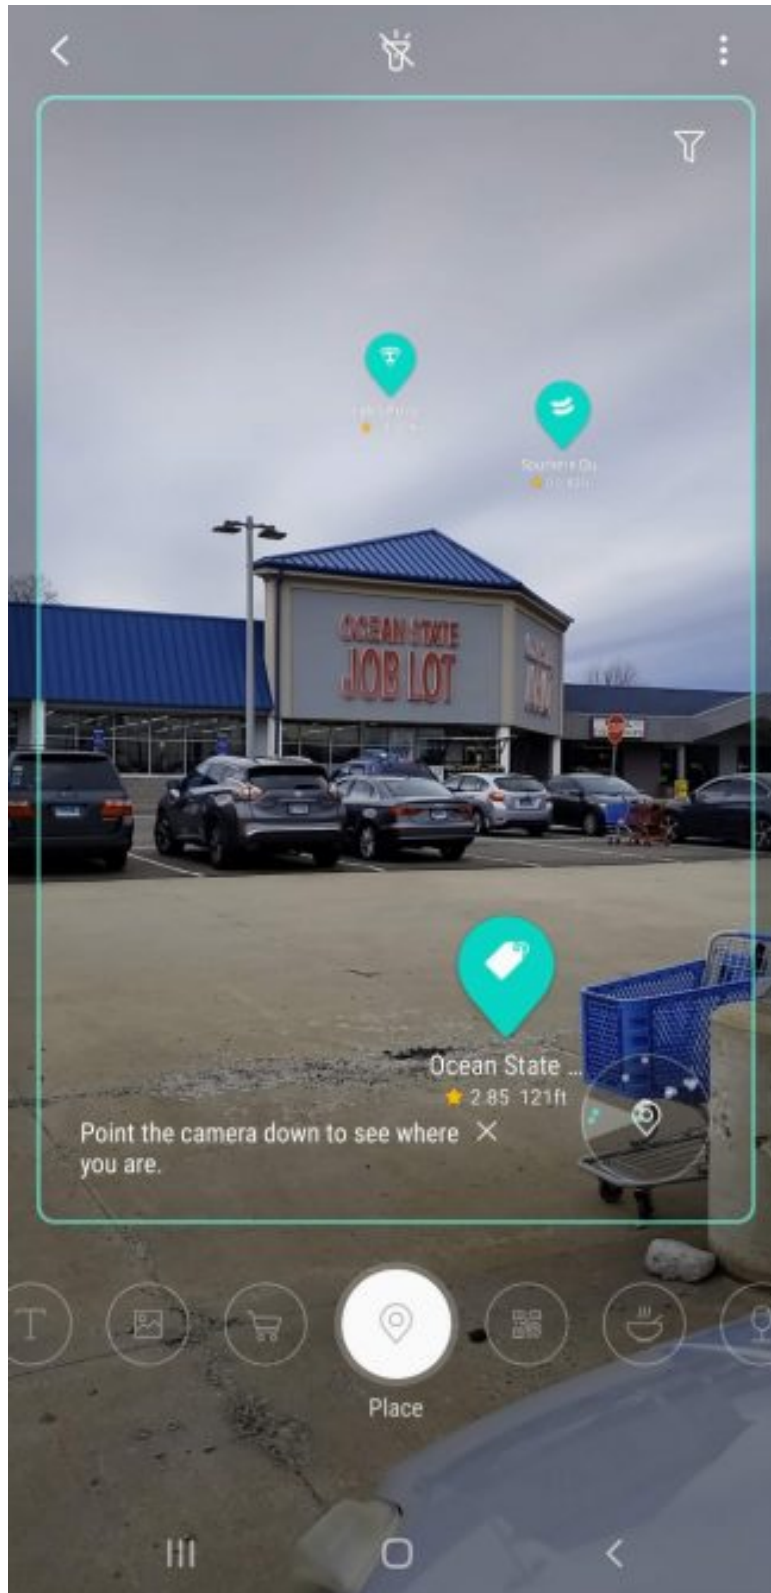 OCEAN STATE
JOB LOT
Ocean State ...
2.85 121ft
Point the camera down to see where
you are.
T
Place